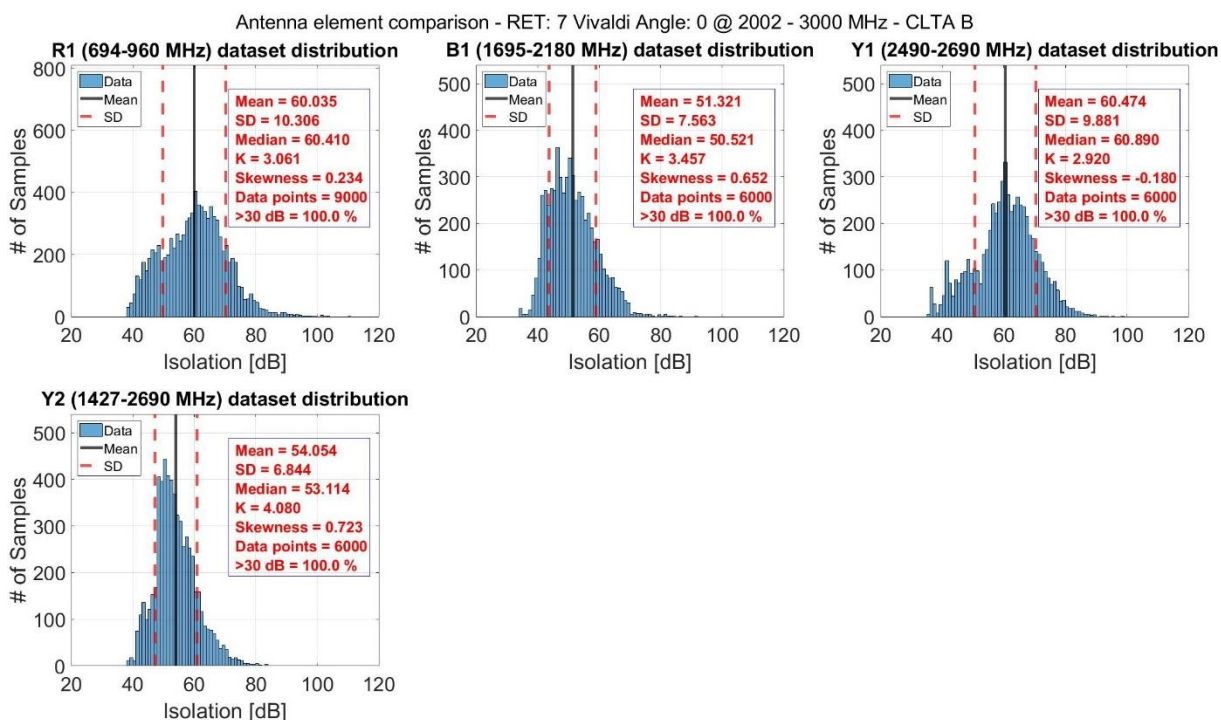 Antenna element comparison - RET: 7 Vivaldi Angle: 0 @ 2002 - 3000 MHz - CLTA B
R1 (694-960 MHz) dataset distribution
800
600
400
200
0
# of Samples
20 40 60 80 100 120
Isolation [dB]
Data
Mean
SD
Mean = 60.035
SD = 10.306
Median = 60.410
K = 3.061
Skewness = 0.234
Data points = 9000
>30 dB = 100.0 %
B1 (1695-2180 MHz) dataset distribution
500
400
300
200
100
0
# of Samples
20 40 60 80 100 120
Isolation [dB]
Data
Mean
SD
Mean = 51.321
SD = 7.563
Median = 50.521
K = 3.457
Skewness = 0.652
Data points = 6000
>30 dB = 100.0 %
Y1 (2490-2690 MHz) dataset distribution
500
400
300
200
100
0
# of Samples
20 40 60 80 100 120
Isolation [dB]
Data
Mean
SD
Mean = 60.474
SD = 9.881
Median = 60.890
K = 2.920
Skewness = -0.180
Data points = 6000
>30 dB = 100.0 %
Y2 (1427-2690 MHz) dataset distribution
500
400
300
200
100
0
# of Samples
20 40 60 80 100 120
Isolation [dB]
Data
Mean
SD
Mean = 54.054
SD = 6.844
Median = 53.114
K = 4.080
Skewness = 0.723
Data points = 6000
>30 dB = 100.0 %